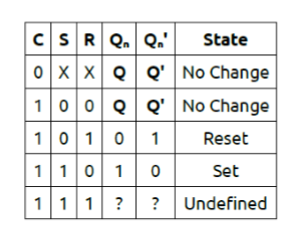 C S R Qₙ Qₙ' State
0 X X Q Q' No Change
1 0 0 Q Q' No Change
1 0 1 0 1 Reset
1 1 0 1 0 Set
1 1 1 ? ? Undefined